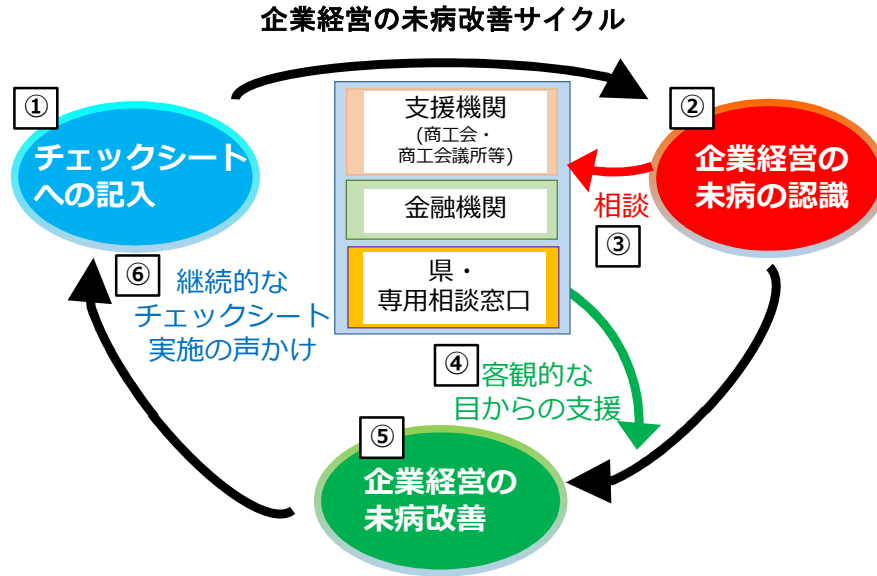 企業経営の未病改善サイクル
①
チェックシート
への記入
支援機関
(商工会・
商工会議所等)
金融機関
県・
専用相談窓口
②
企業経営の
未病の認識
相談
③
④
客観的な
目からの支援
⑤
企業経営の
未病改善
⑥
継続的な
チェックシート
実施の声かけ